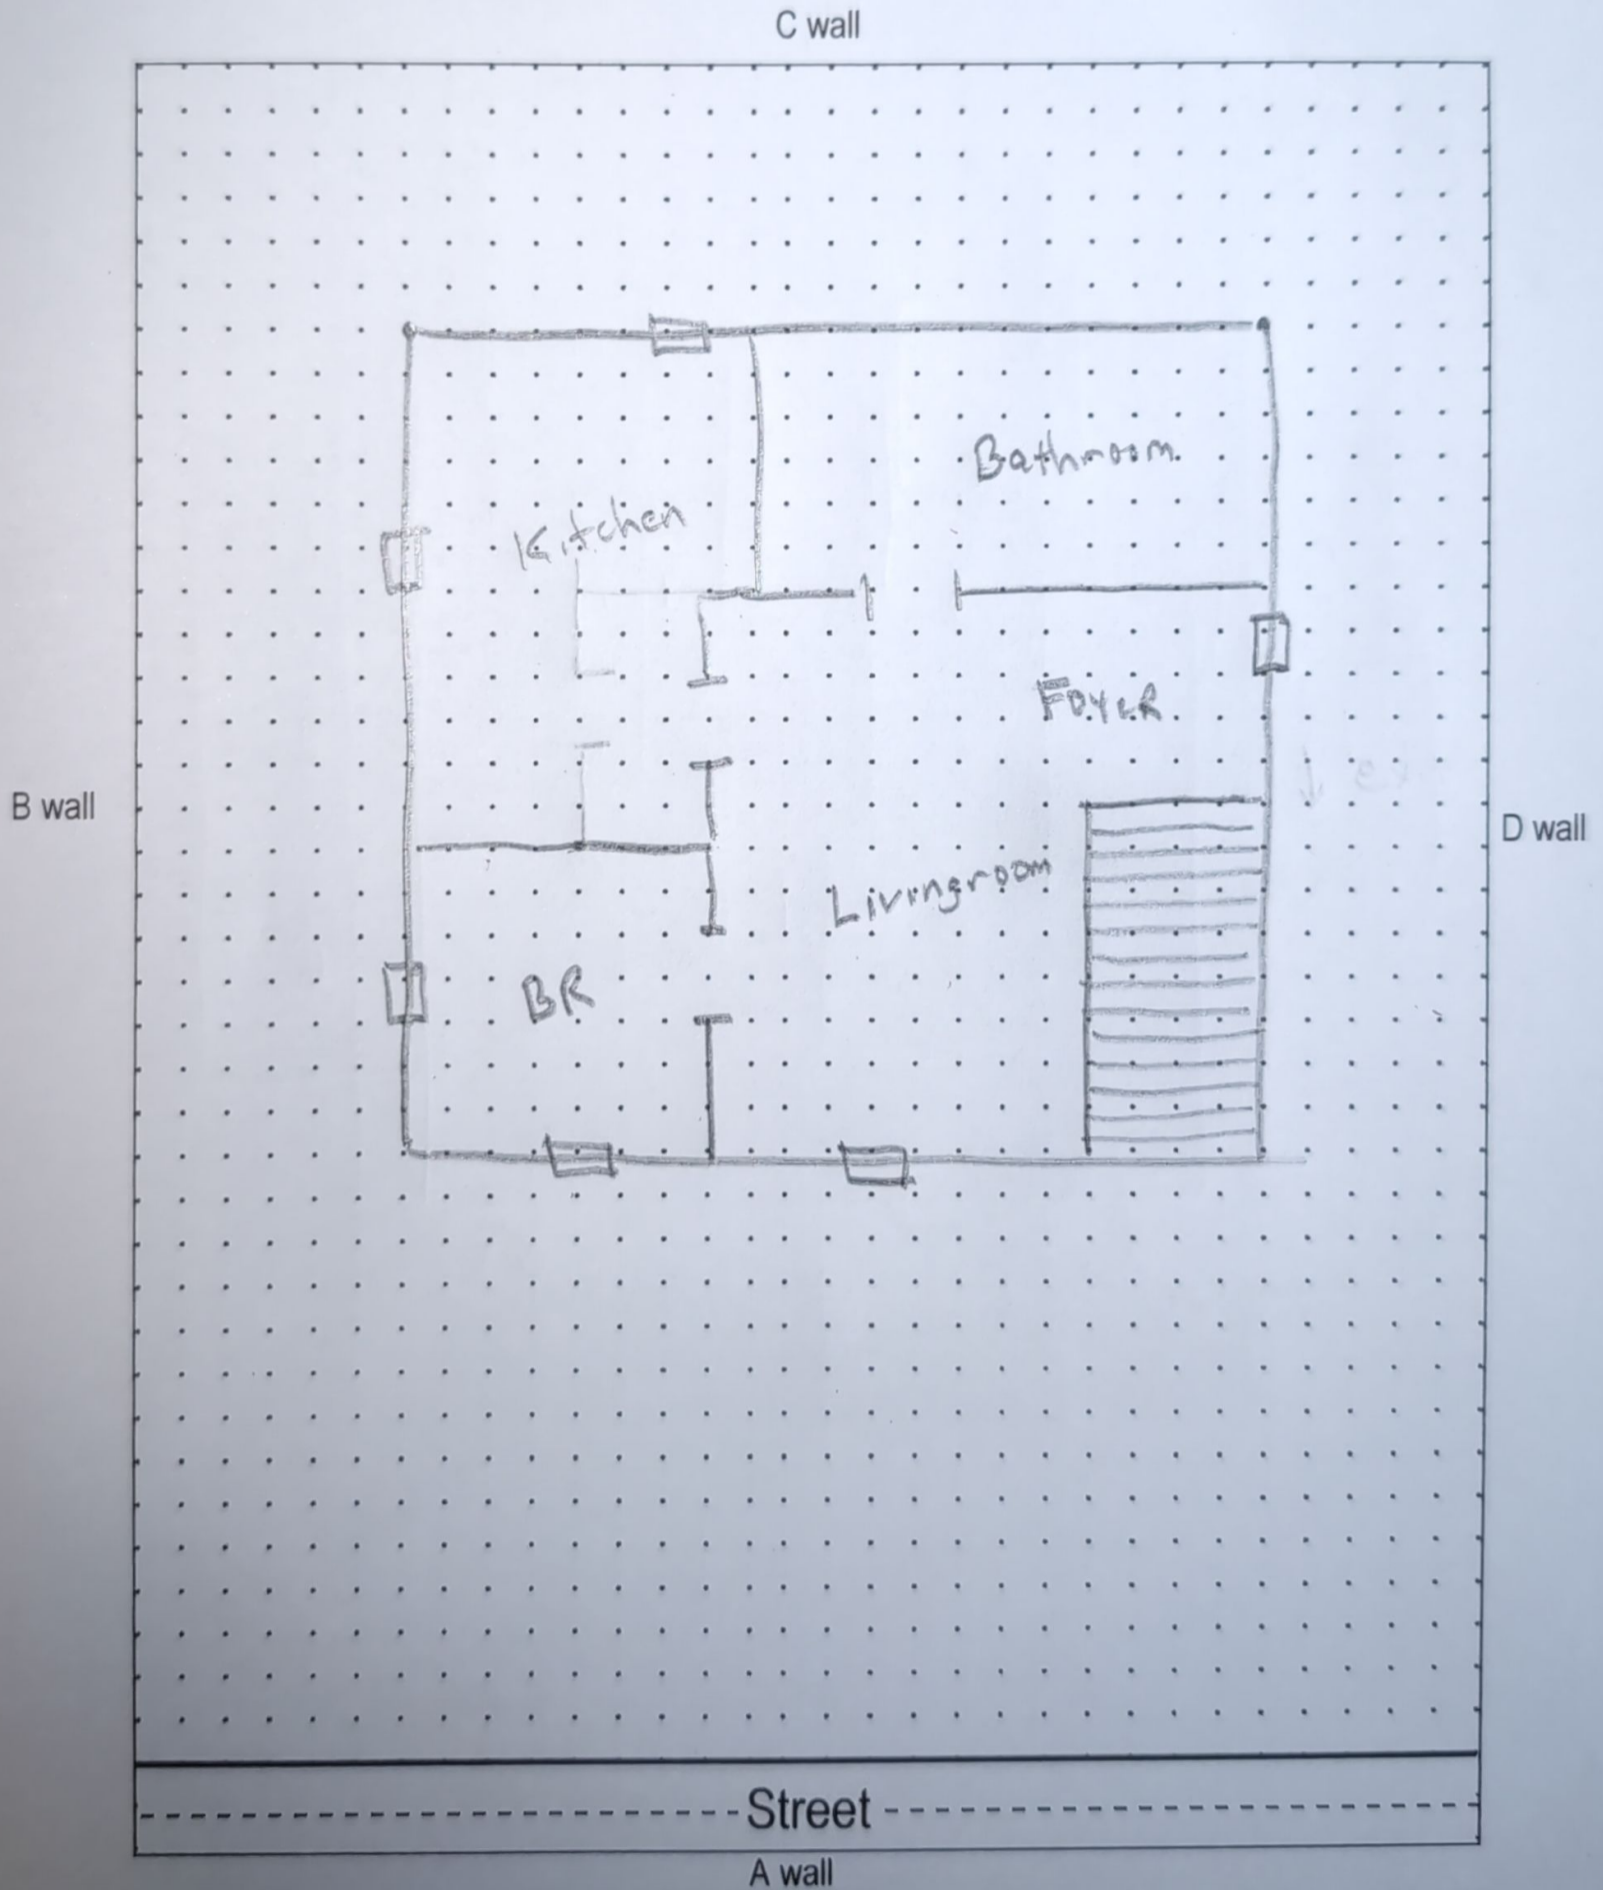 C wall
Bathroom
Kitchen
Foyer
B wall
D wall
Livingroom
BR
Street
A wall